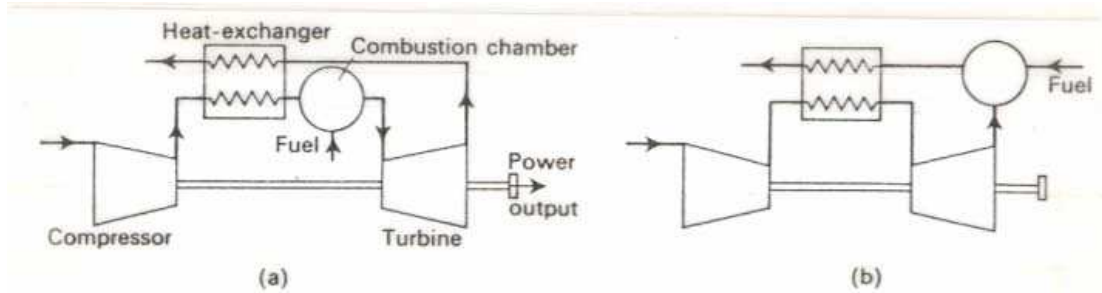 Heat-exchanger
Combustion chamber
Fuel
Power
output
Compressor
Turbine
(a)
Fuel
(b)